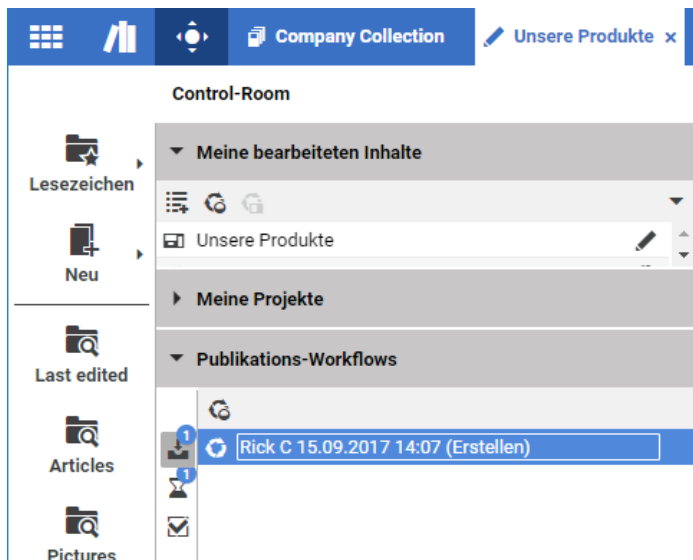 Company Collection
Unsere Produkte x
Control-Room
Lesezeichen
Neu
Last edited
Articles
Pictures
Meine bearbeiteten Inhalte
Unsere Produkte
Meine Projekte
Publikations-Workflows
1
Rick C 15.09.2017 14:07 (Erstellen)
1